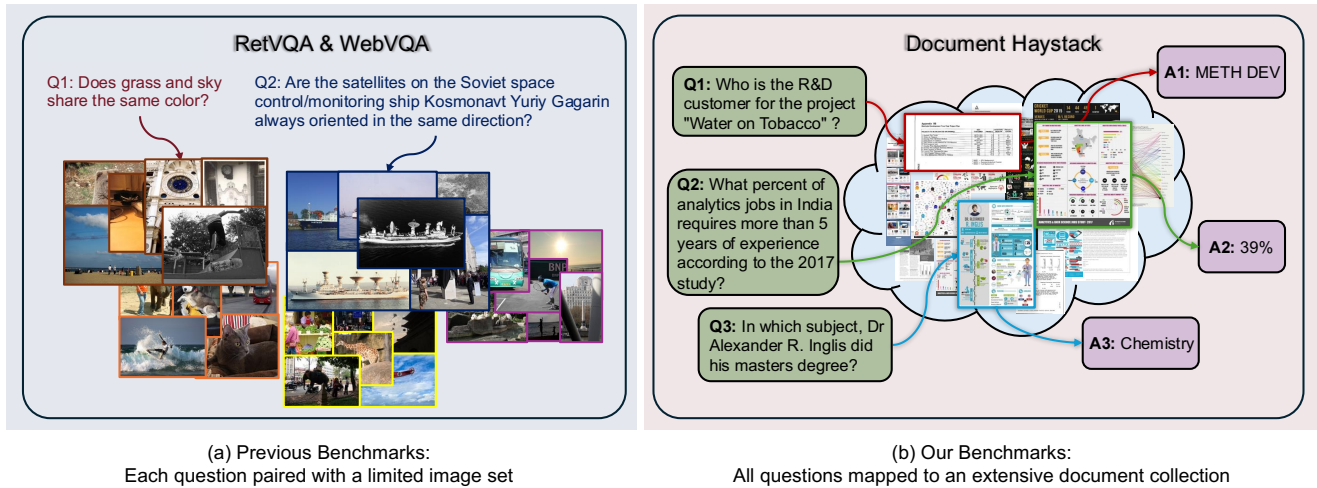 RetVQA & WebVQA
Q1: Does grass and sky
share the same color?
Q2: Are the satellites on the Soviet space
control/monitoring ship Kosmonavt Yuriy Gagarin
always oriented in the same direction?
BNP
(a) Previous Benchmarks:
Each question paired with a limited image set
Document Haystack
Q1: Who is the R&D
customer for the project
"Water on Tobacco" ?
Q2: What percent of
analytics jobs in India
requires more than 5
years of experience
according to the 2017
study?
Q3: In which subject, Dr
Alexander R. Inglis did
his masters degree?
A1: METH DEV
A2: 39%
A3: Chemistry
(b) Our Benchmarks:
All questions mapped to an extensive document collection